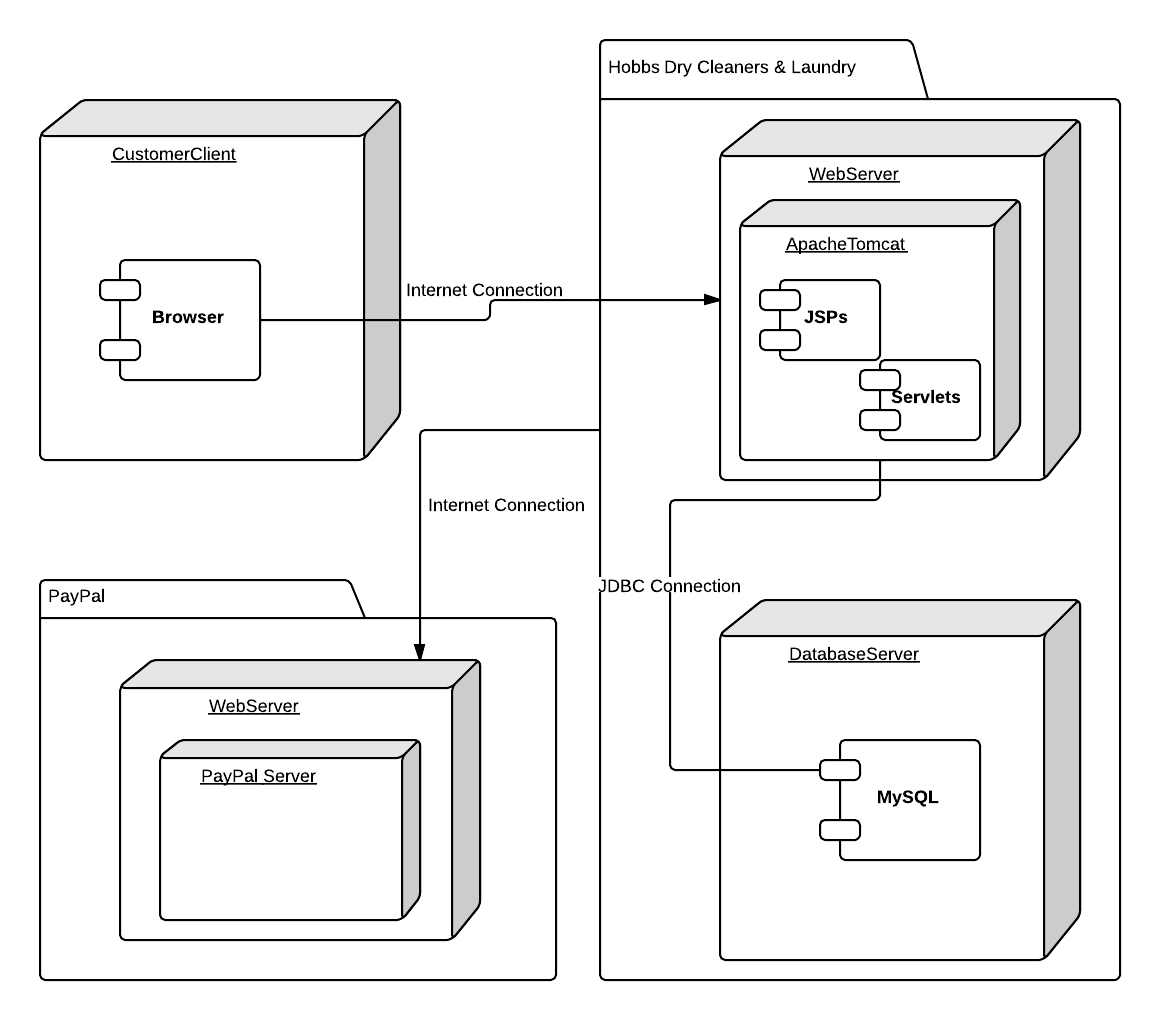 Hobbs Dry Cleaners & Laundry
CustomerClient
WebServer
ApacheTomcat
Internet Connection
Browser
JSPs
Servlets
Internet Connection
JDBC Connection
PayPal
DatabaseServer
WebServer
PayPal Server
MySQL